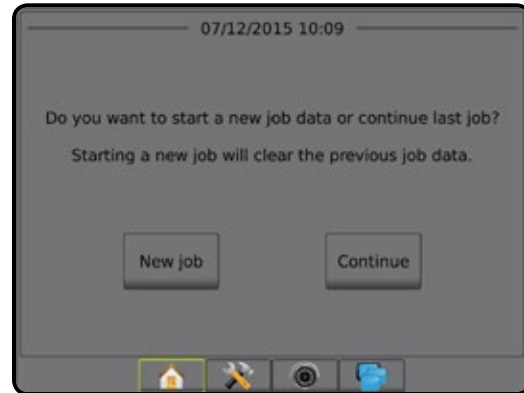 07/12/2015 10:09
Do you want to start a new job data or continue last job?
Starting a new job will clear the previous job data.
New job
Continue